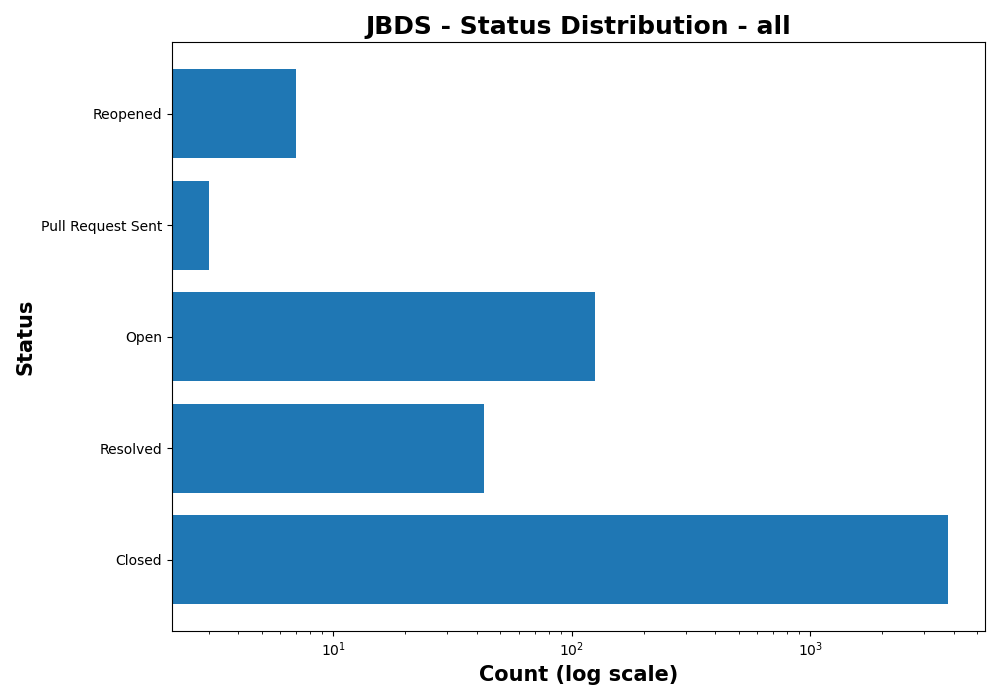 JBDS - Status Distribution - all
Reopened
Pull Request Sent
Open
Resolved
Closed
Status
10¹
10²
10³
Count (log scale)